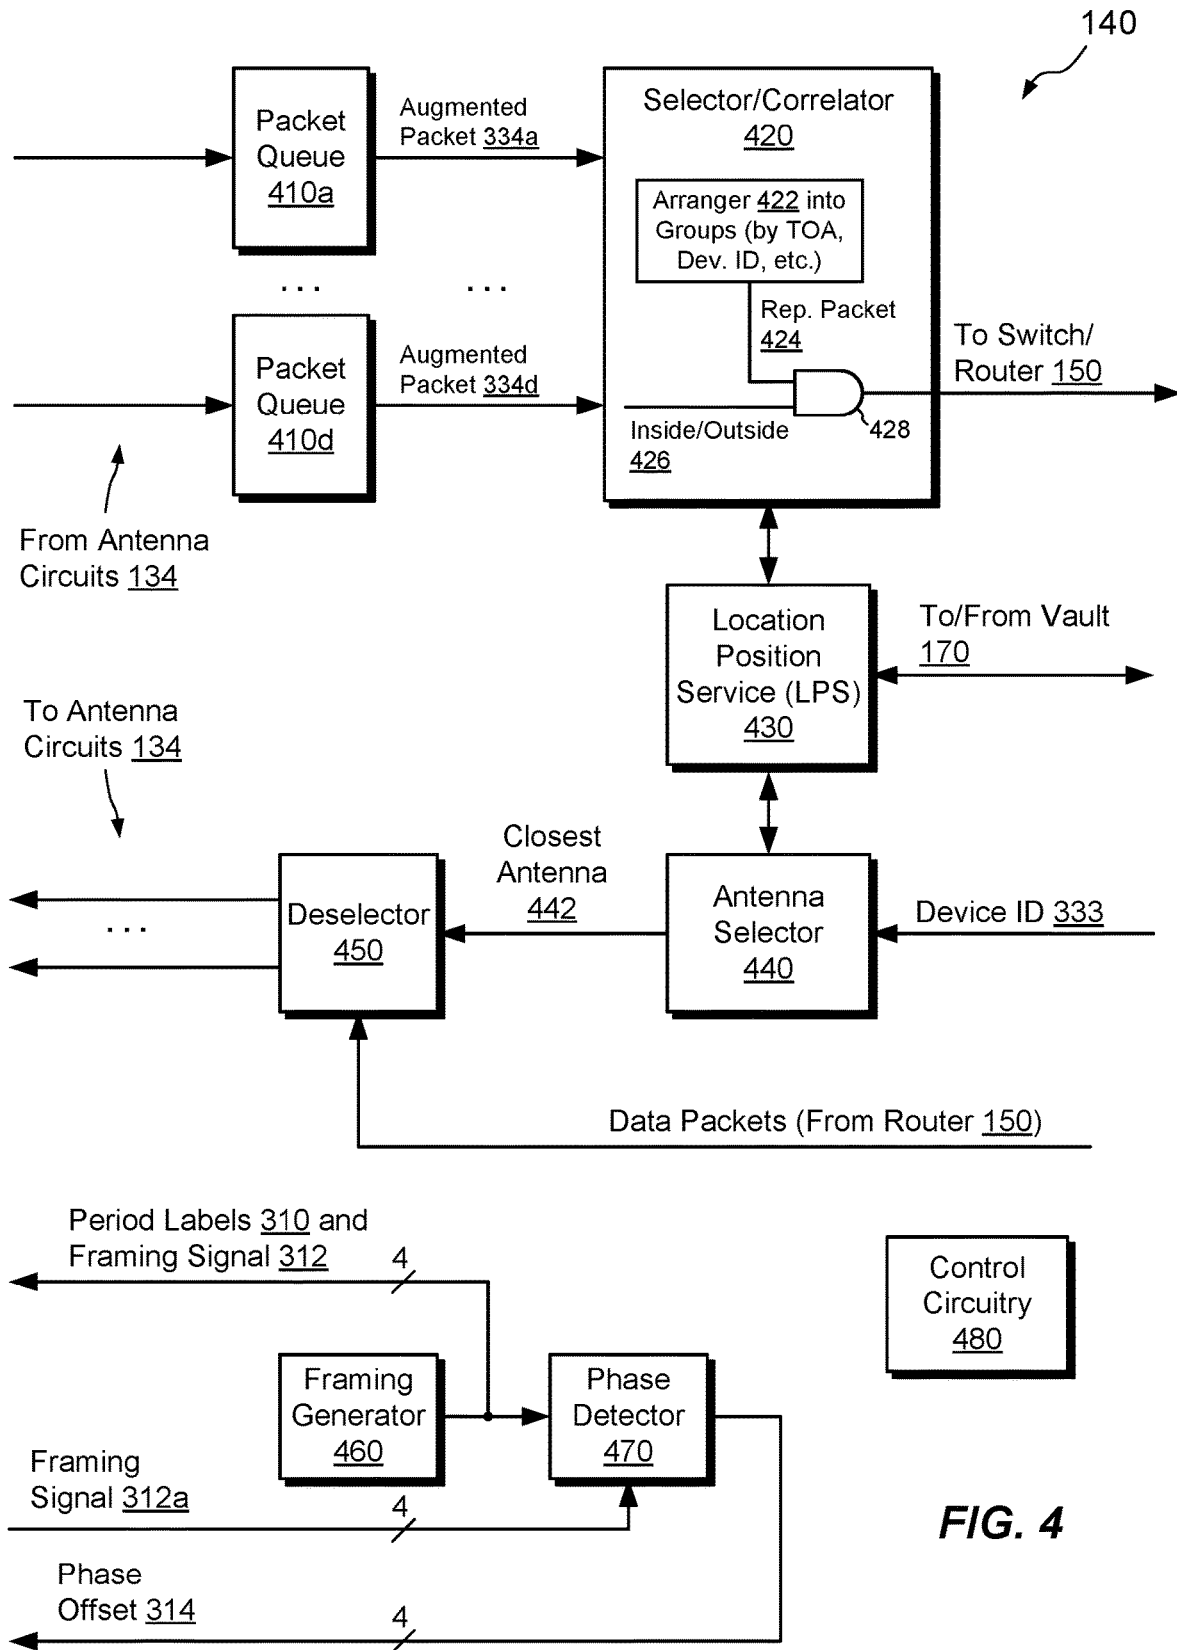 140
Packet
Queue
410a
Augmented
Packet 334a
Selector/Correlator
420
Arranger 422 into
Groups (by TOA,
Dev. ID, etc.)
. . .
. . .
Packet
Queue
410d
Augmented
Packet 334d
Rep. Packet
424
To Switch/
Router 150
428
Inside/Outside
426
From Antenna
Circuits 134
Location
Position
Service (LPS)
430
To/From Vault
170
To Antenna
Circuits 134
. . .
Deselector
450
Closest
Antenna
442
Antenna
Selector
440
Device ID 333
Data Packets (From Router 150)
Period Labels 310 and
Framing Signal 312
4
Control
Circuitry
480
Framing
Generator
460
Phase
Detector
470
Framing
Signal 312a
4
Phase
Offset 314
4
FIG. 4